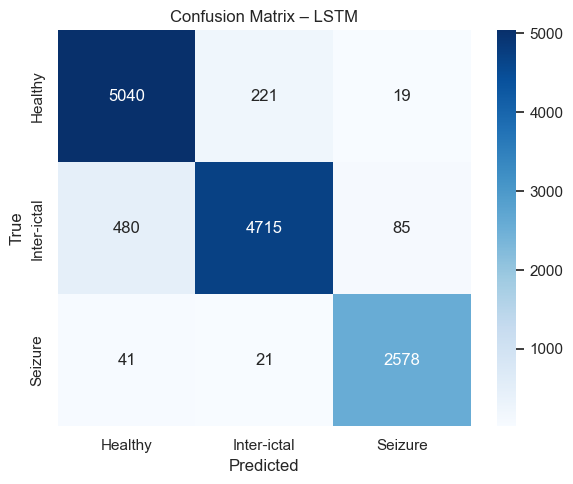 Confusion Matrix – LSTM
True
Healthy
5040 221 19
Inter-ictal
480 4715 85
Seizure
41 21 2578
Healthy Inter-ictal Seizure
Predicted
5000
4000
3000
2000
1000